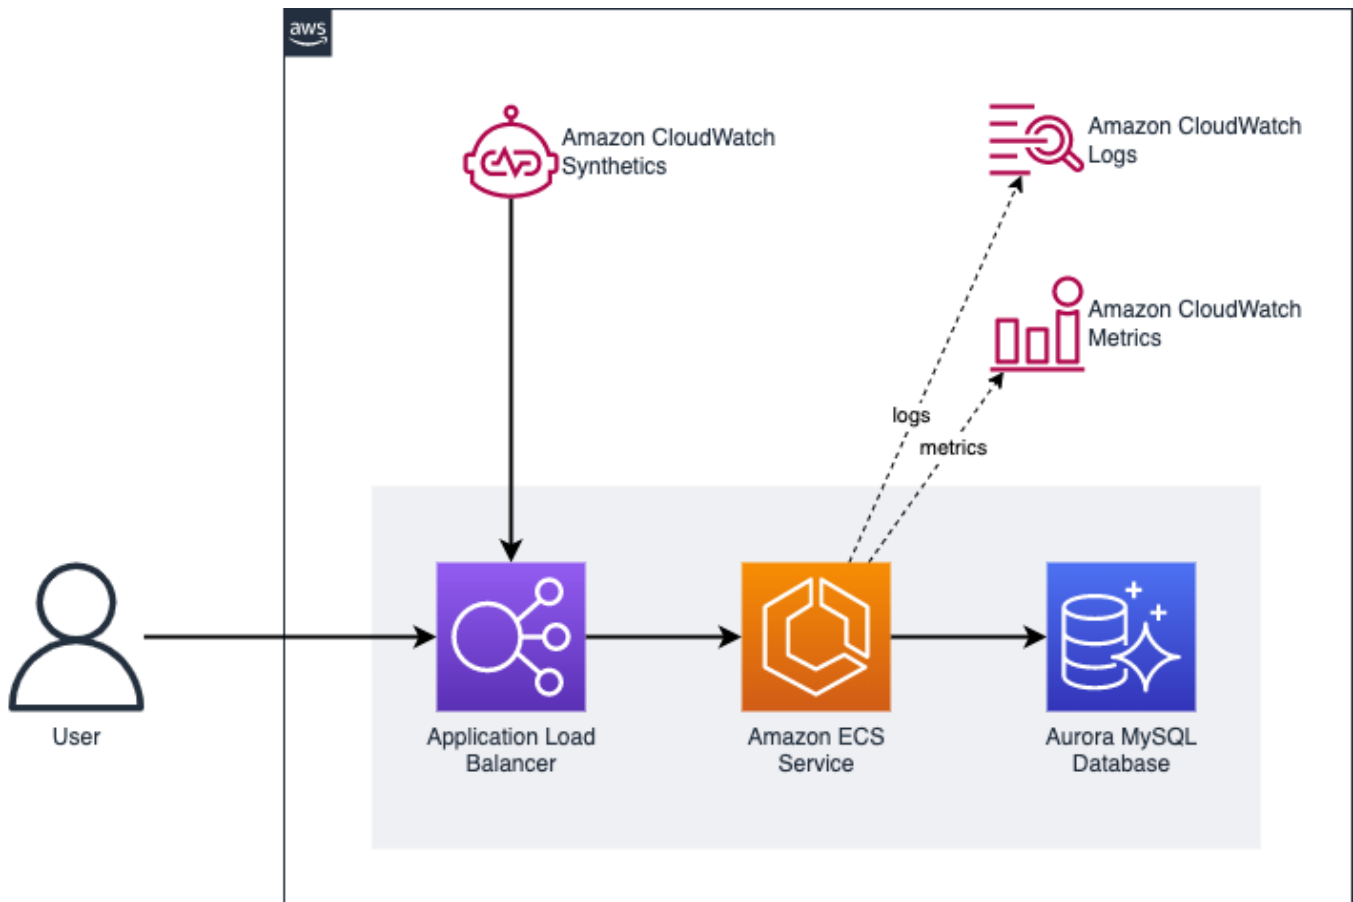 aws
Amazon CloudWatch
Synthetics
Amazon CloudWatch
Logs
Amazon CloudWatch
Metrics
logs
metrics
User
Application Load
Balancer
Amazon ECS
Service
Aurora MySQL
Database